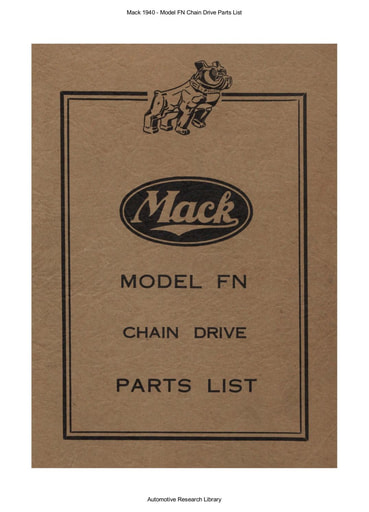 Mack 1940 - Model FN Chain Drive Parts List
Mack
MODEL FN
CHAIN DRIVE
PARTS LIST
Automotive Research Library